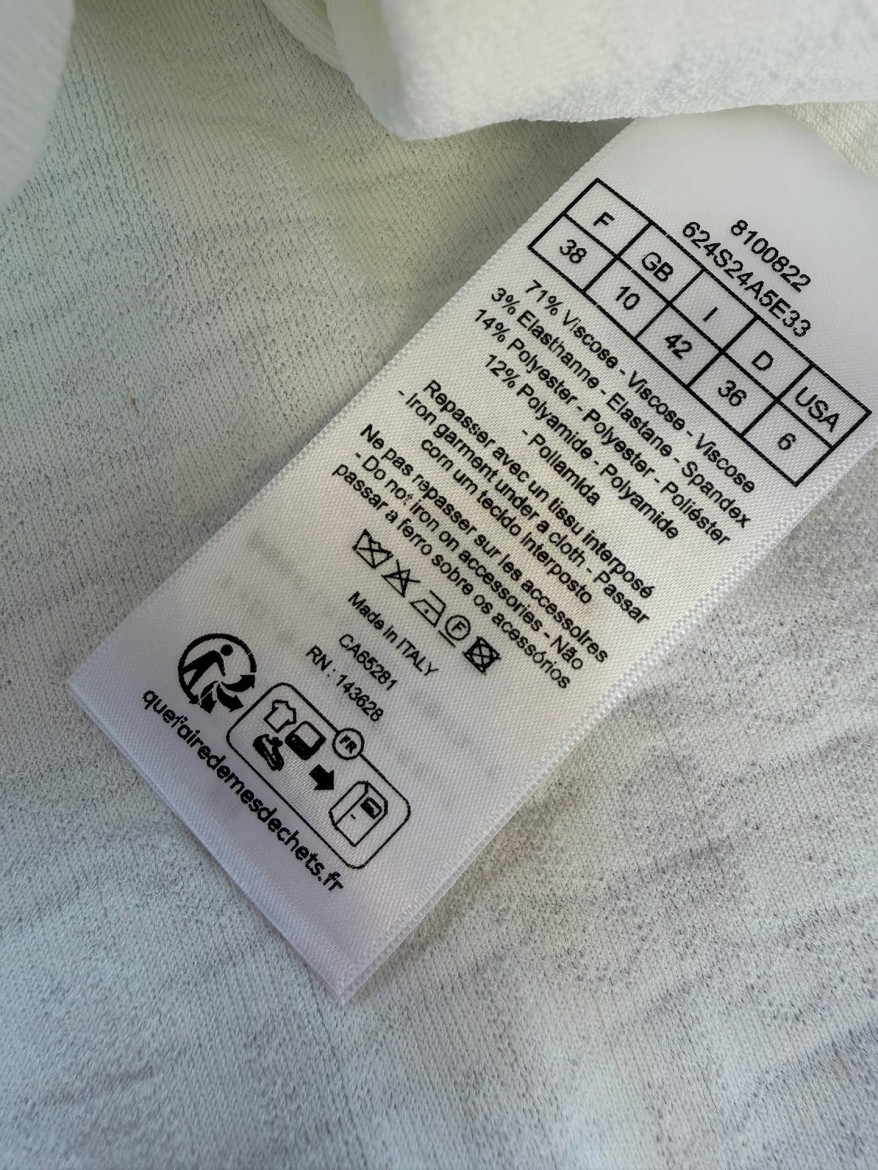 8100822
624S24A5E33
F GB I D USA
38 10 42 36 6
71% Viscose - Viscose - Viscose
3% Elasthanne - Elastane - Spandex
14% Polyester - Polyester - Poliéster
12% Polyamide - Polyamide
- Poliamida
Repasser avec un tissu interposé
- Iron garment under a cloth - Passar
com um tecido interposto
Ne pas repasser sur les accessoires
- Do not iron on accessories - Não
passar a ferro sobre os acessórios
F
Made in ITALY
CA65281
RN : 143628
FR
quefairedemesdechets.fr